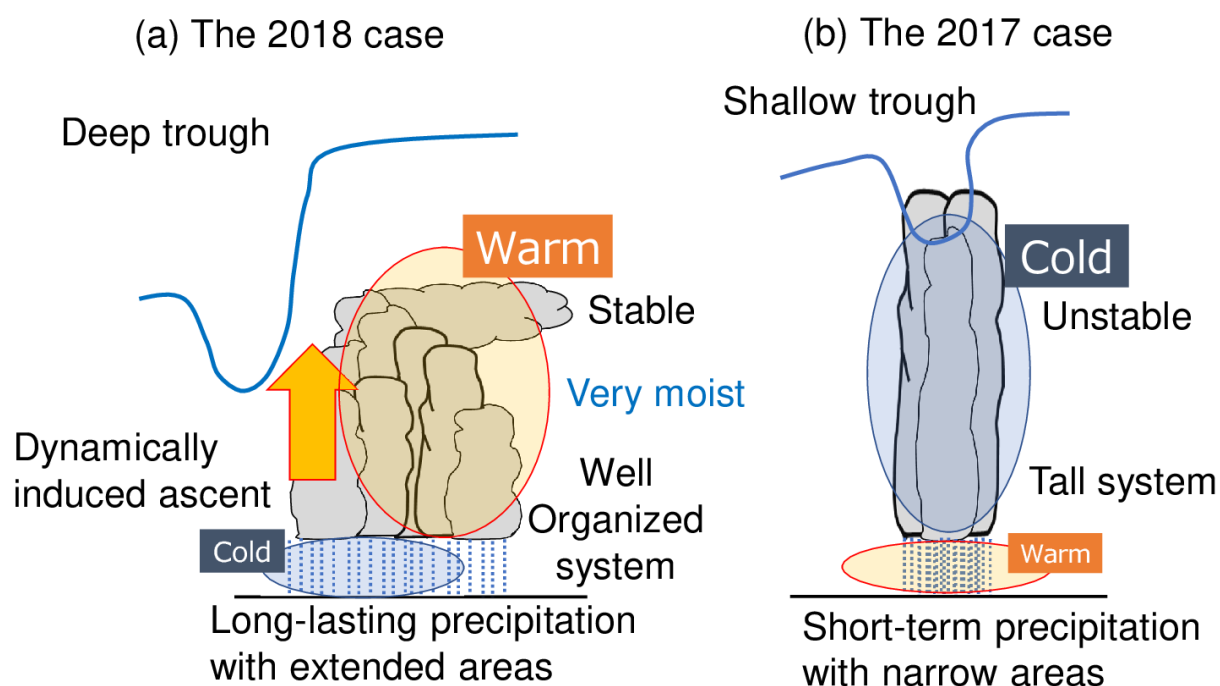 (a) The 2018 case
Deep trough
Warm
Stable
Very moist
Dynamically
induced ascent
Well
Organized
system
Cold
Long-lasting precipitation
with extended areas
(b) The 2017 case
Shallow trough
Cold
Unstable
Tall system
Warm
Short-term precipitation
with narrow areas